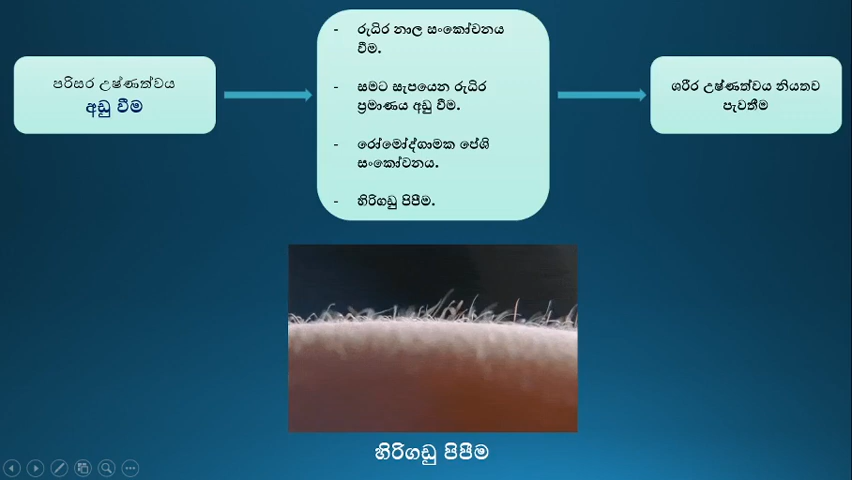 පරිසර උෂ්ණත්වය
අඩු වීම
- රුධිර නාල සංකෝචනය
වීම.
- සමට සැපයෙන රුධිර
ප්‍රමාණය අඩු වීම.
- රෝමෝද්ගාමක පේශි
සංකෝචනය.
- හිරිගඩු පිපීම.
ශරීර උෂ්ණත්වය නියතව
පැවතීම
හිරිගඩු පිපීම